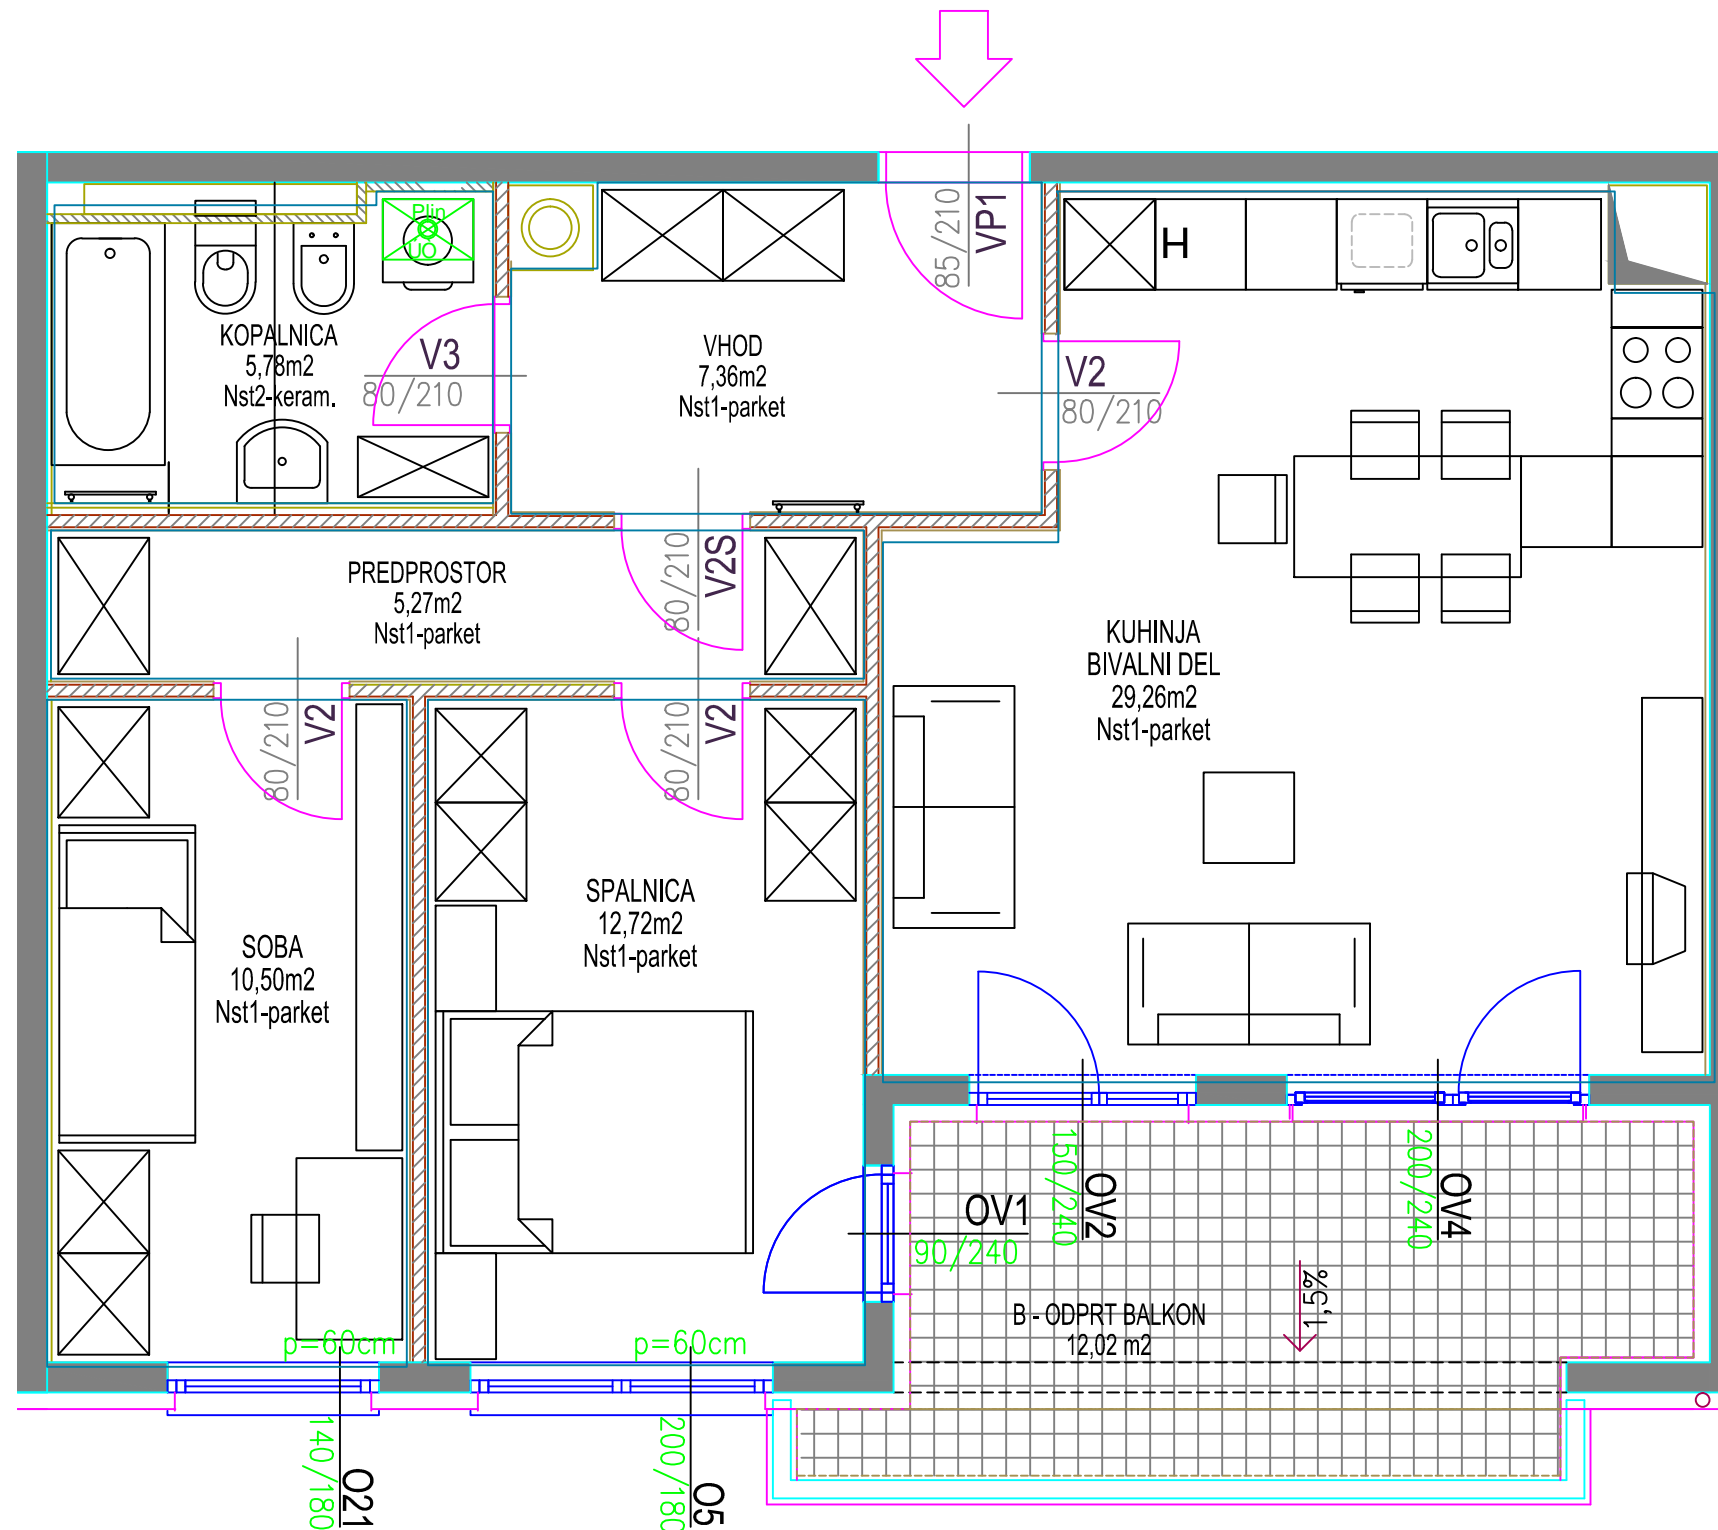 85/210
VP1
Plin
ÚO
H
KOPALNICA
5,78m2
Nst2-keram.
V3
80/210
VHOD
7,36m2
Nst1-parket
V2
80/210
PREDPROSTOR
5,27m2
Nst1-parket
80/210
V2S
KUHINJA
BIVALNI DEL
29,26m2
Nst1-parket
80/210
V2
80/210
V2
SPALNICA
12,72m2
Nst1-parket
SOBA
10,50m2
Nst1-parket
OV1
90/240
150/240
OV2
200/240
OV4
B - ODPRT BALKON
12,02 m2
1,5%
p=60cm
p=60cm
140/180
O21
200/180
O5